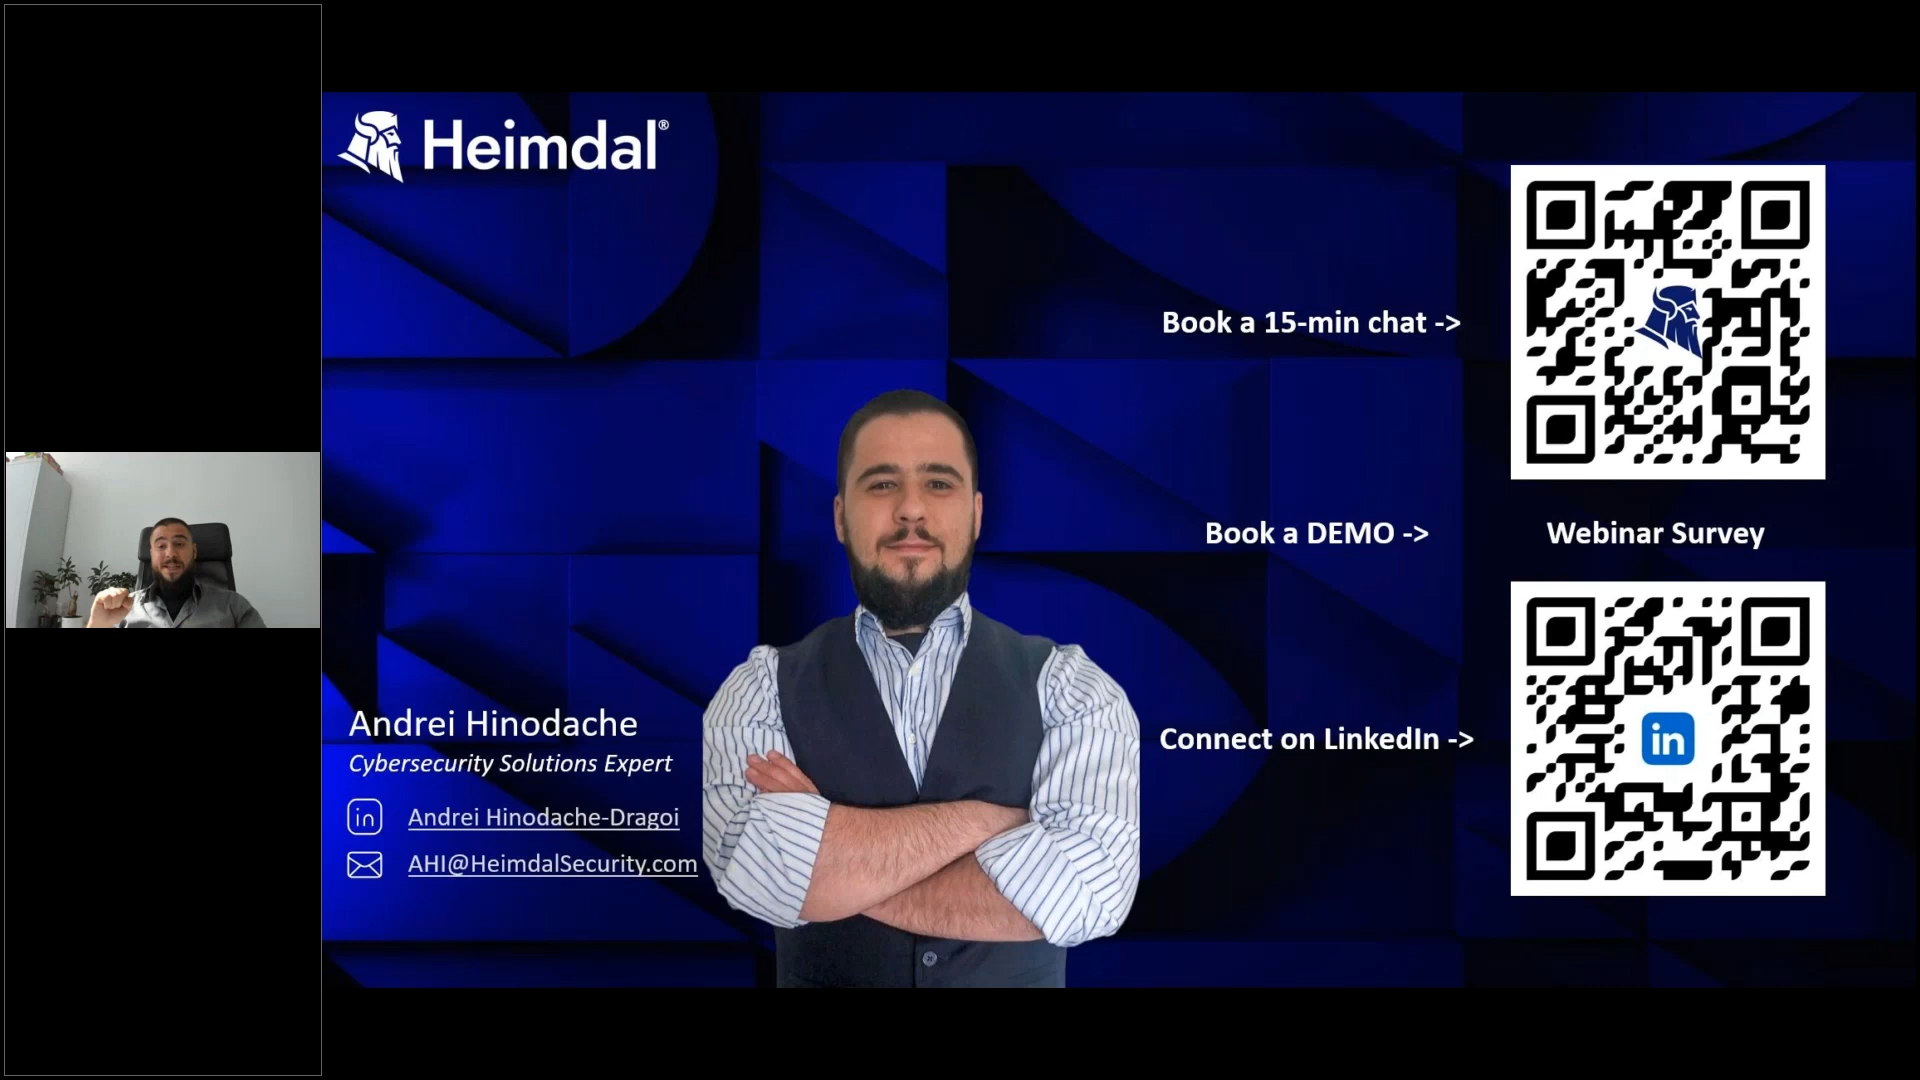 Heimdal®
Book a 15-min chat ->
Book a DEMO ->
Webinar Survey
Connect on LinkedIn ->
in
Andrei Hinodache
Cybersecurity Solutions Expert
in
Andrei Hinodache-Dragoi
AHI@HeimdalSecurity.com